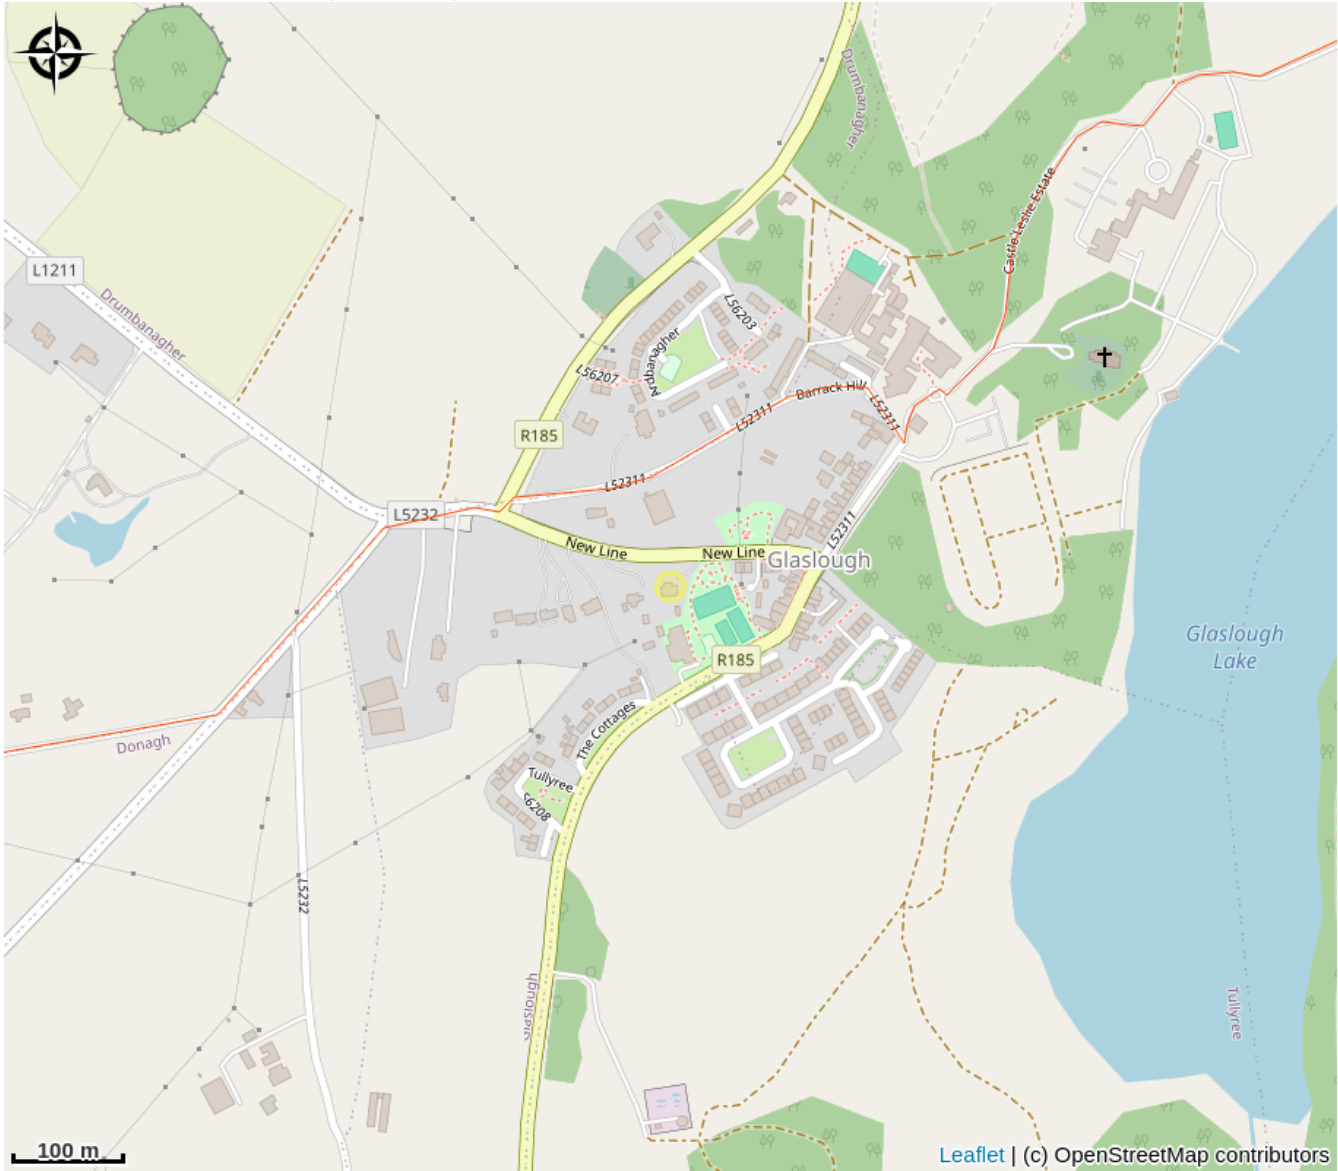 Drumbanagher
Castle Leslie Estate
L1211
Drumbanagher
L56203
Ardbanagher
L56207
Barrack Hill
L52311
L52311
R185
L52311
L5232
L52311
New Line
New Line
Glaslough
Glaslough
Lake
R185
The Cottages
Donagh
Tullyree
L5232
Tullyree
100 m
Leaflet | (c) OpenStreetMap contributors